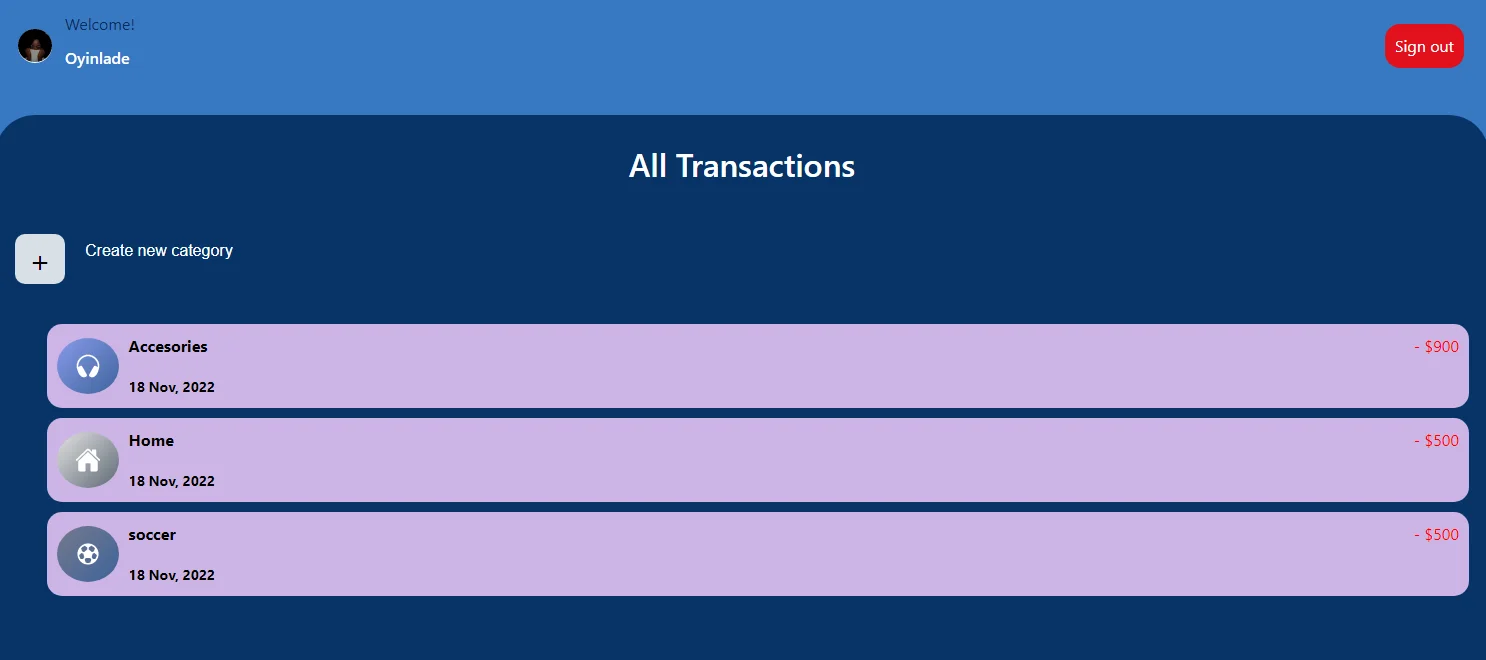 Welcome!
Oyinlade
Sign out
All Transactions
+
Create new category
Accesories
- $900
18 Nov, 2022
Home
- $500
18 Nov, 2022
soccer
- $500
18 Nov, 2022